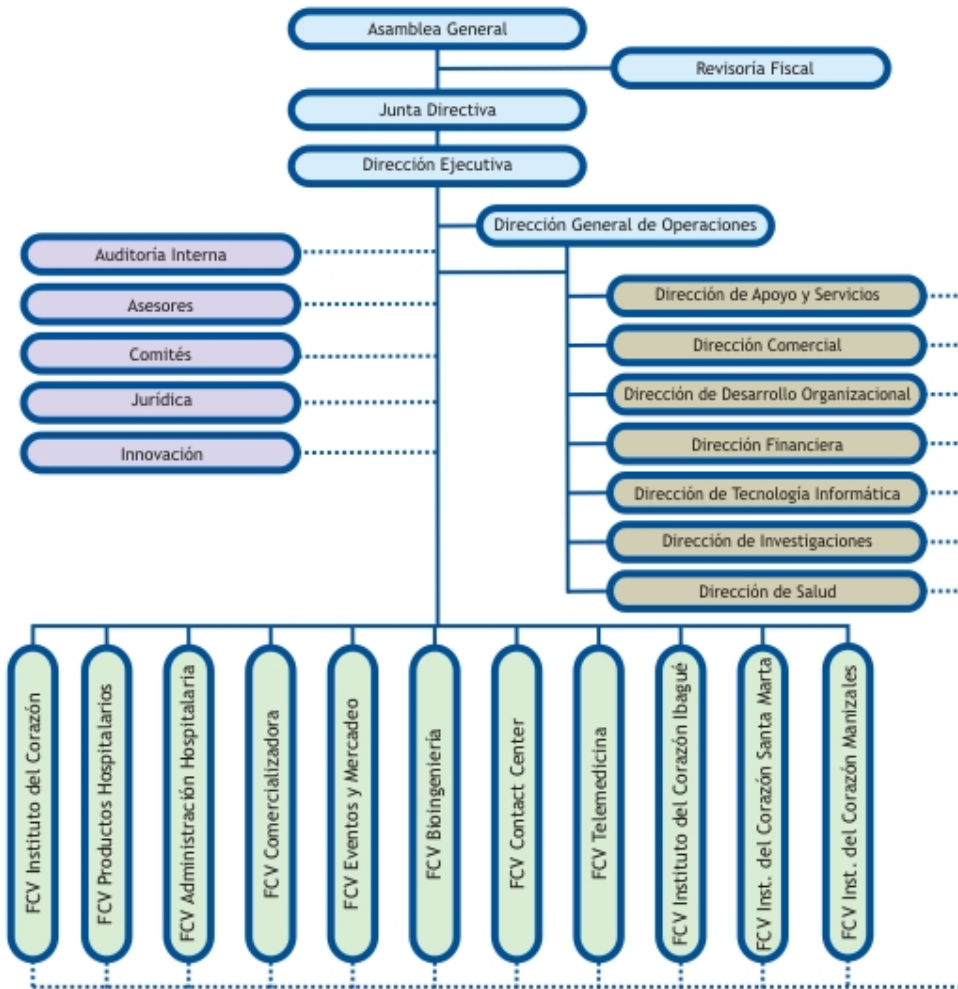 Asamblea General
Revisoría Fiscal
Junta Directiva
Dirección Ejecutiva
Dirección General de Operaciones
Auditoría Interna
Asesores
Comités
Jurídica
Innovación
Dirección de Apoyo y Servicios
Dirección Comercial
Dirección de Desarrollo Organizacional
Dirección Financiera
Dirección de Tecnología Informática
Dirección de Investigaciones
Dirección de Salud
FCV Instituto del Corazón
FCV Productos Hospitalarios
FCV Administración Hospitalaria
FCV Comercializadora
FCV Eventos y Mercadeo
FCV Bioingeniería
FCV Contact Center
FCV Telemedicina
FCV Instituto del Corazón Ibagué
FCV Inst. del Corazón Santa Marta
FCV Inst. del Corazón Manizales